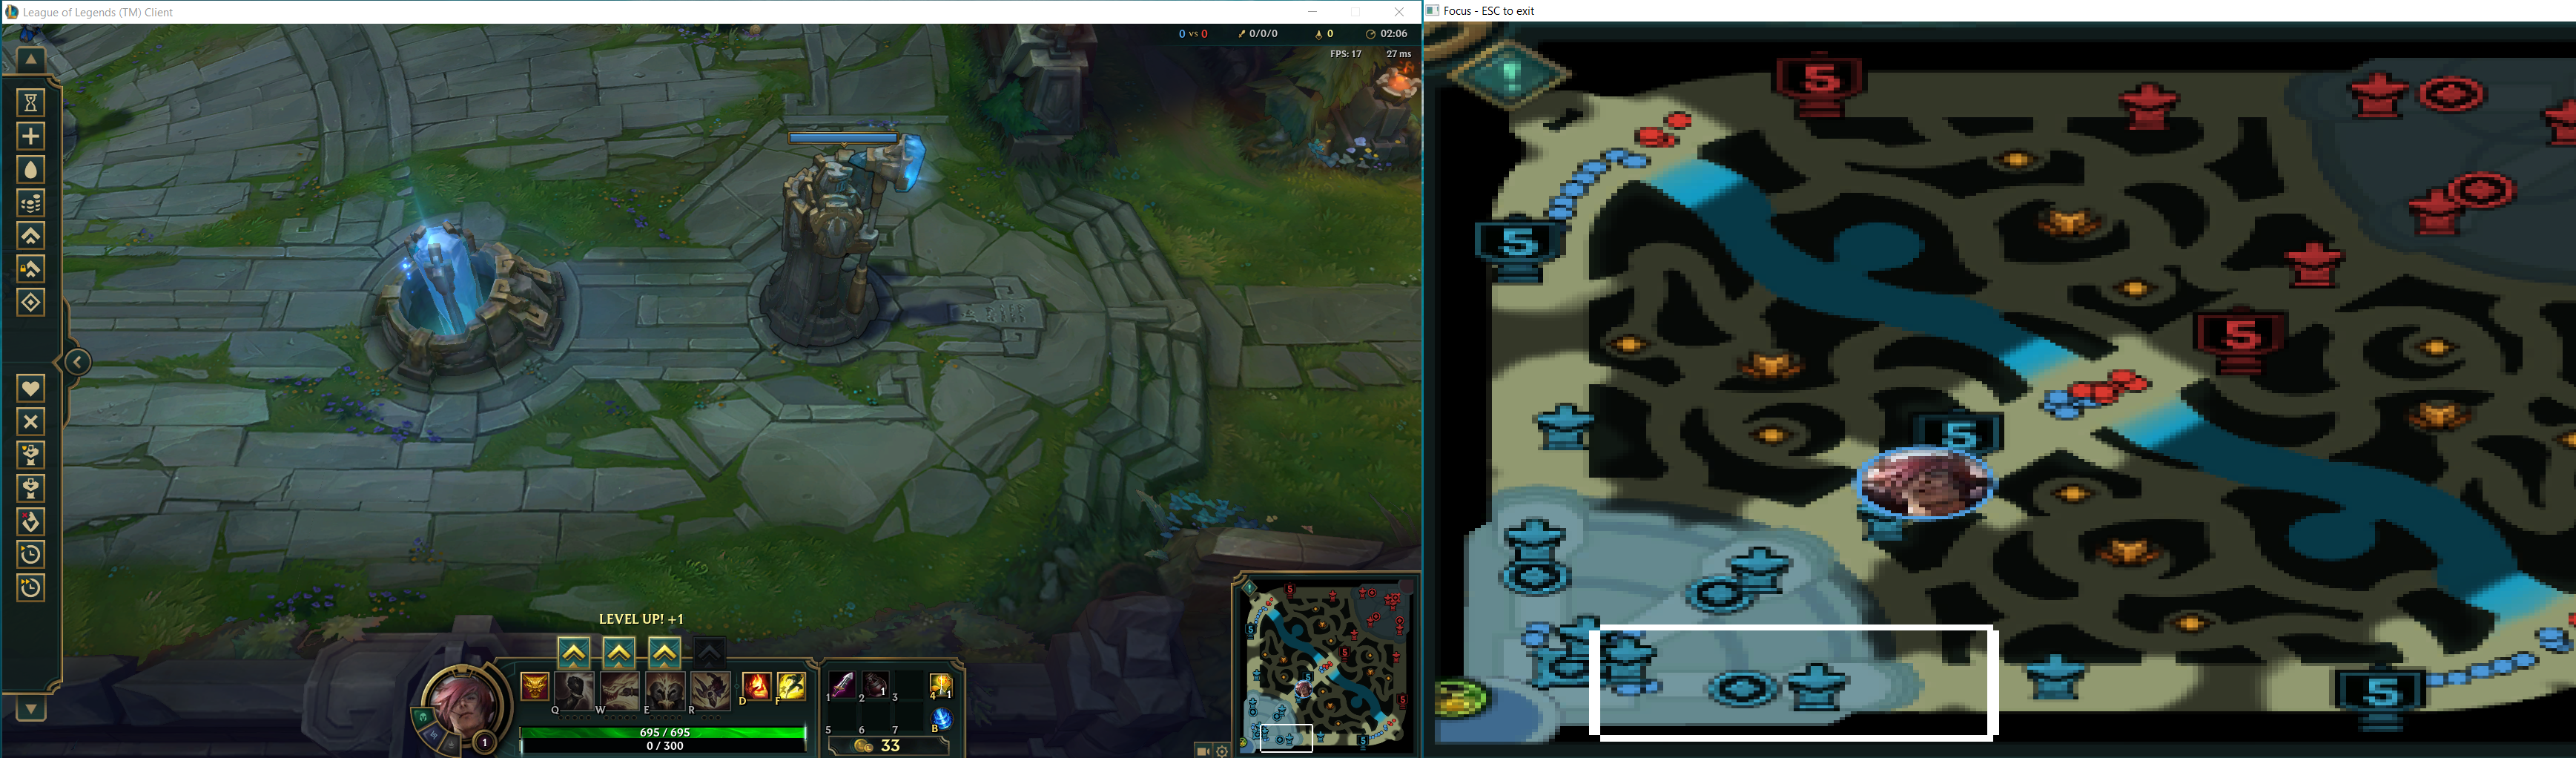 League of Legends (TM) Client
0 vs 0 0/0/0 0 02:06
FPS: 17 27 ms
LEVEL UP! +1
Q W E R D F
1 2 1 3 4 1
5 6 7 B
1
695 / 695
0 / 300
33
Focus - ESC to exit
5
5
5
5
5